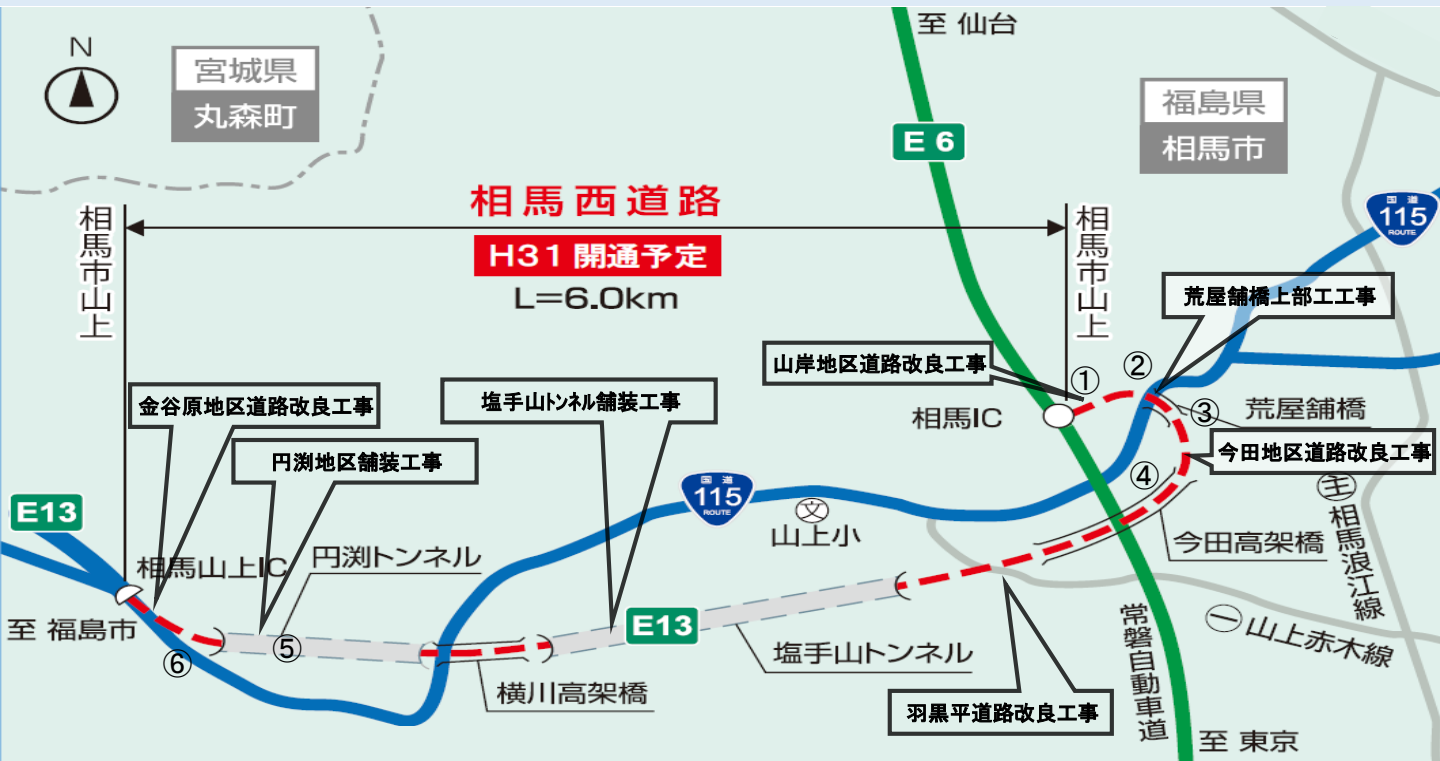 N
宮城県
丸森町
至 仙台
E 6
福島県
相馬市
相馬西道路
H31 開通予定
L=6.0km
相馬市山上
相馬市山上
国道
115
ROUTE
荒屋舗橋上部工工事
山岸地区道路改良工事
①
②
③
荒屋舗橋
相馬IC
今田地区道路改良工事
④
金谷原地区道路改良工事
塩手山トンネル舗装工事
円渕地区舗装工事
国道
115
ROUTE
文
山上小
主
相馬浪江線
今田高架橋
E13
相馬山上IC
円渕トンネル
至 福島市
⑤
⑥
E13
塩手山トンネル
横川高架橋
常磐自動車道
一 山上赤木線
羽黒平道路改良工事
至 東京